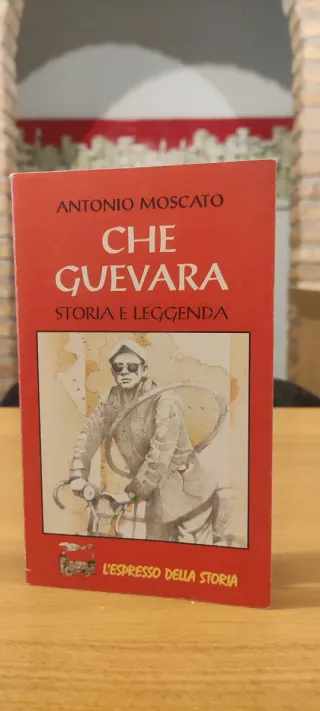 ANTONIO MOSCATO
CHE
GUEVARA
STORIA E LEGGENDA
L'ESPRESSO DELLA STORIA